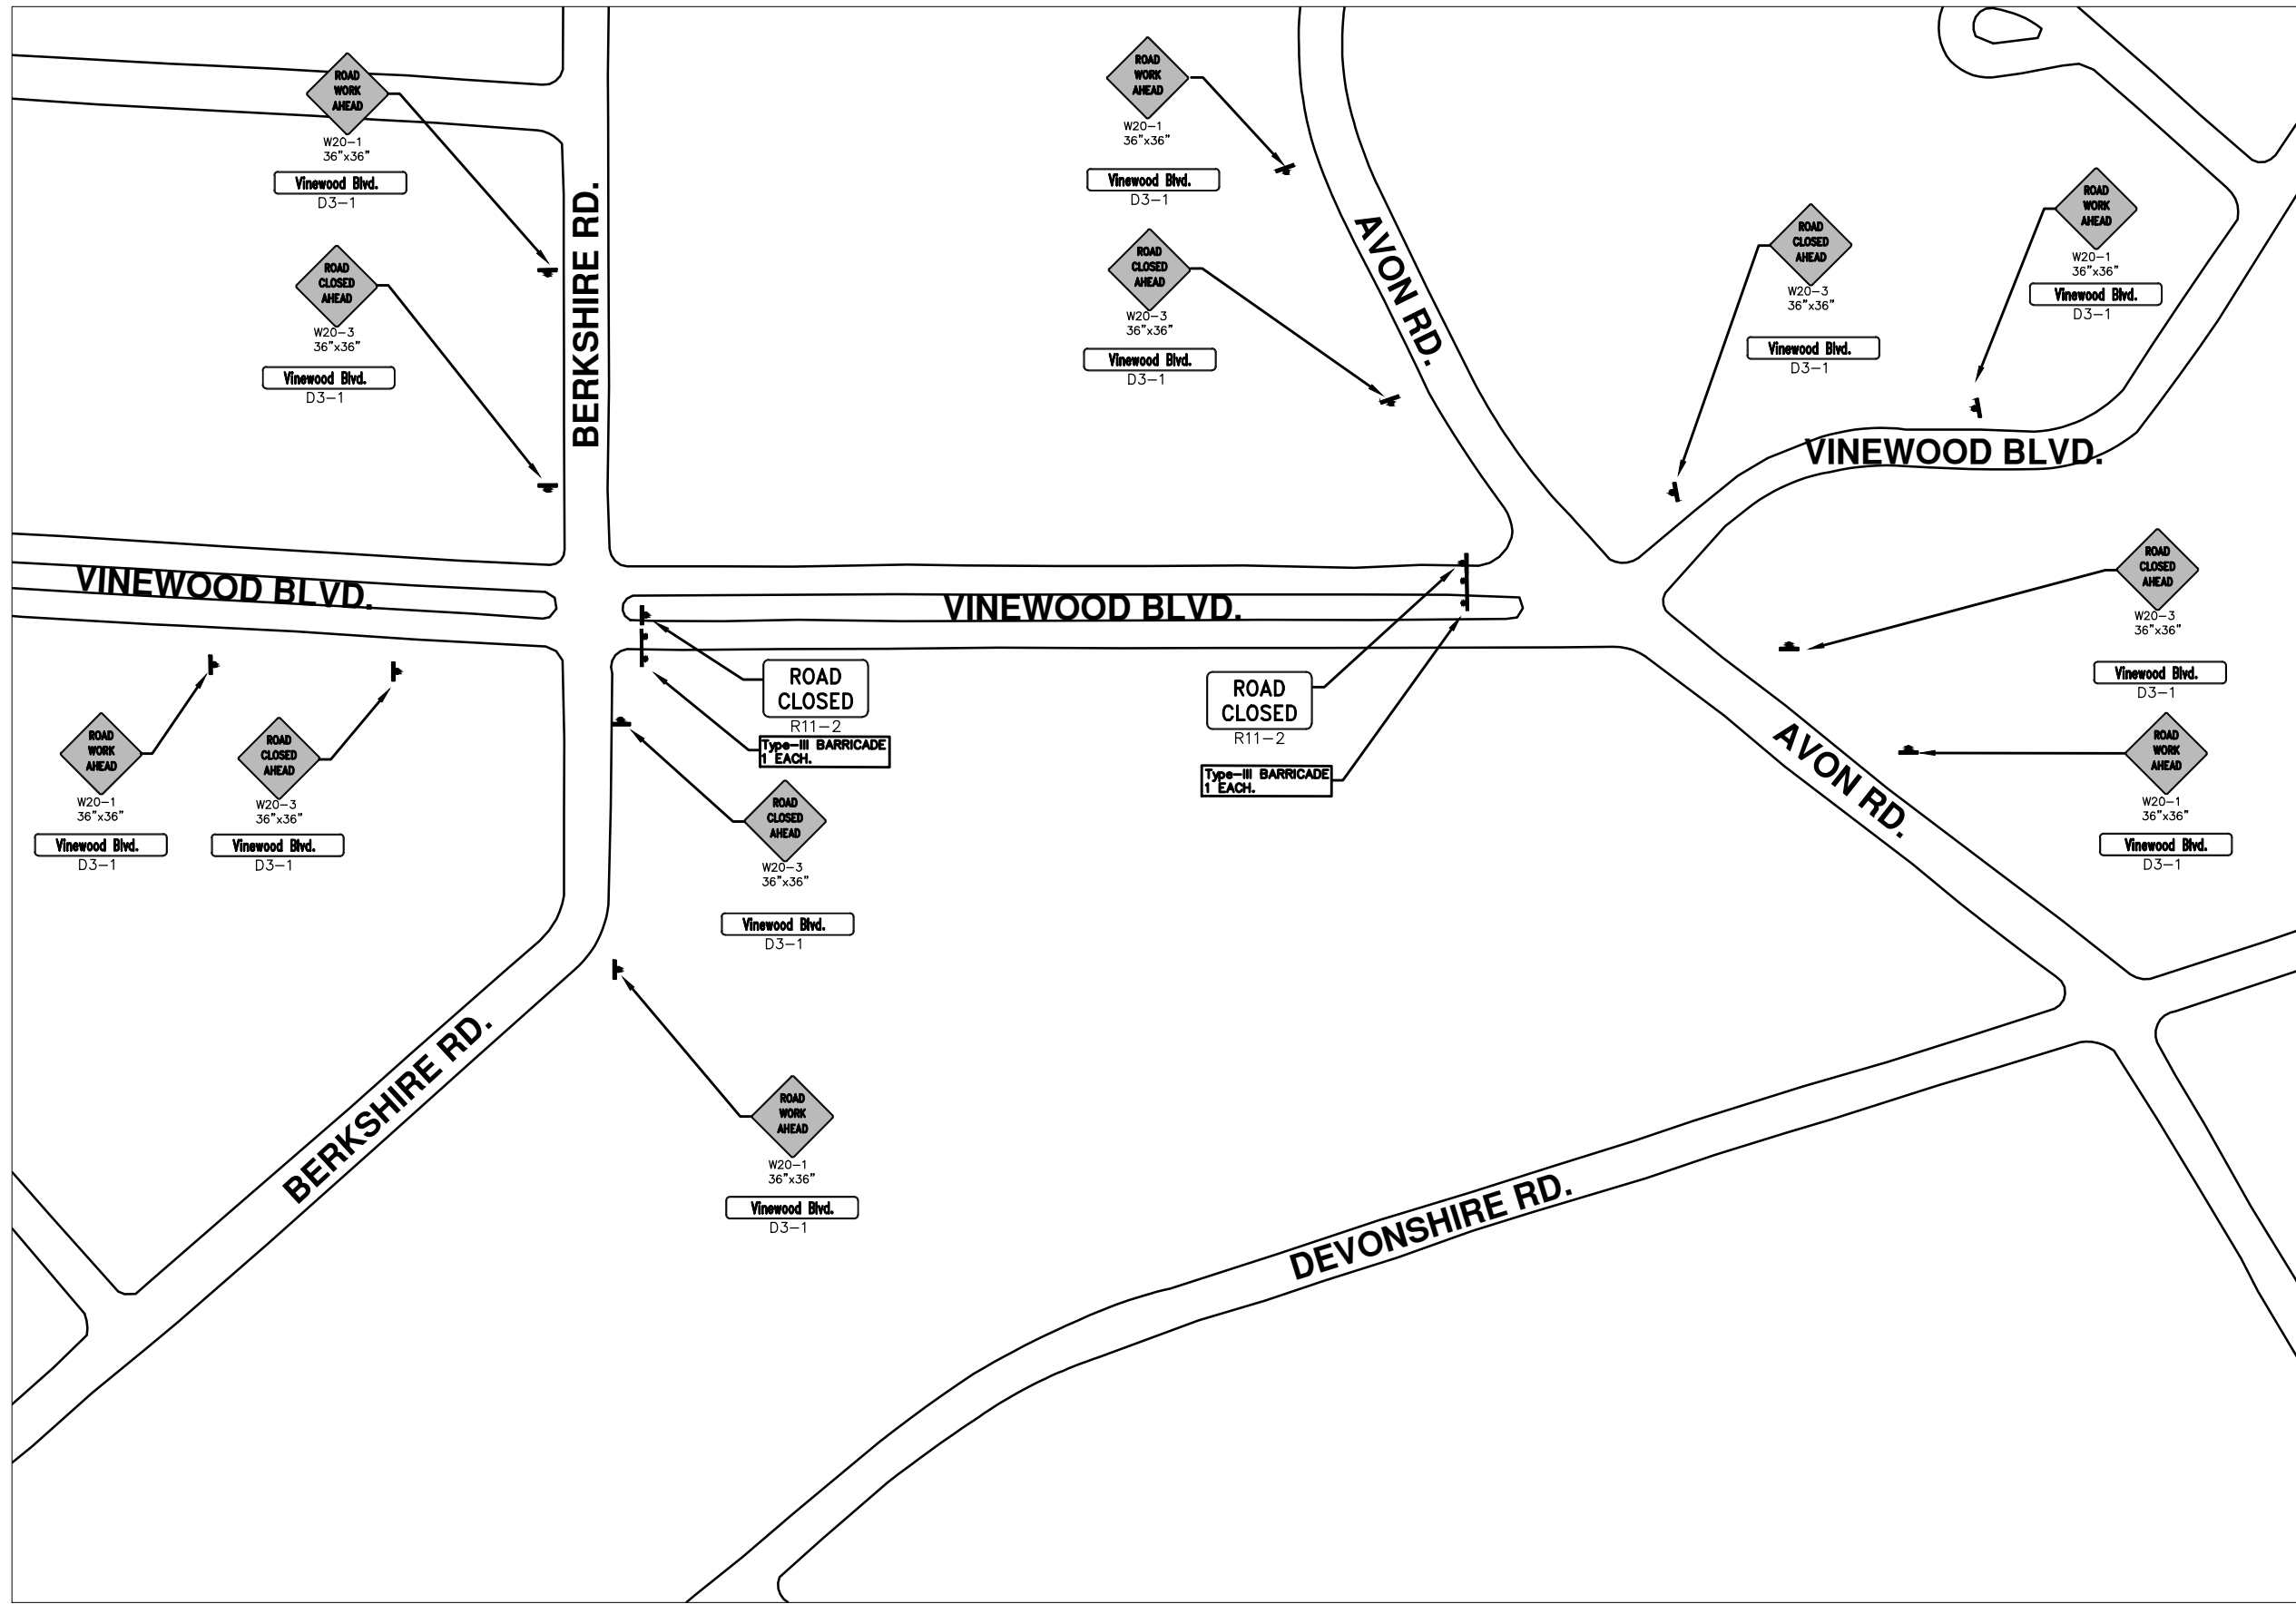 ROAD
WORK
AHEAD
W20-1
36"x36"
Vinewood Blvd.
D3-1
ROAD
CLOSED
AHEAD
W20-3
36"x36"
Vinewood Blvd.
D3-1
BERKSHIRE RD.
ROAD
WORK
AHEAD
W20-1
36"x36"
Vinewood Blvd.
D3-1
ROAD
CLOSED
AHEAD
W20-3
36"x36"
Vinewood Blvd.
D3-1
AVON RD.
ROAD
CLOSED
AHEAD
W20-3
36"x36"
Vinewood Blvd.
D3-1
ROAD
WORK
AHEAD
W20-1
36"x36"
Vinewood Blvd.
D3-1
VINEWOOD BLVD.
VINEWOOD BLVD.
VINEWOOD BLVD.
ROAD
CLOSED
AHEAD
W20-3
36"x36"
Vinewood Blvd.
D3-1
ROAD
WORK
AHEAD
W20-1
36"x36"
Vinewood Blvd.
D3-1
ROAD
CLOSED
AHEAD
W20-3
36"x36"
Vinewood Blvd.
D3-1
ROAD
CLOSED
R11-2
Type-III BARRICADE
1 EACH.
ROAD
CLOSED
AHEAD
W20-3
36"x36"
Vinewood Blvd.
D3-1
ROAD
CLOSED
R11-2
Type-III BARRICADE
1 EACH.
AVON RD.
ROAD
WORK
AHEAD
W20-1
36"x36"
Vinewood Blvd.
D3-1
BERKSHIRE RD.
ROAD
WORK
AHEAD
W20-1
36"x36"
Vinewood Blvd.
D3-1
DEVONSHIRE RD.